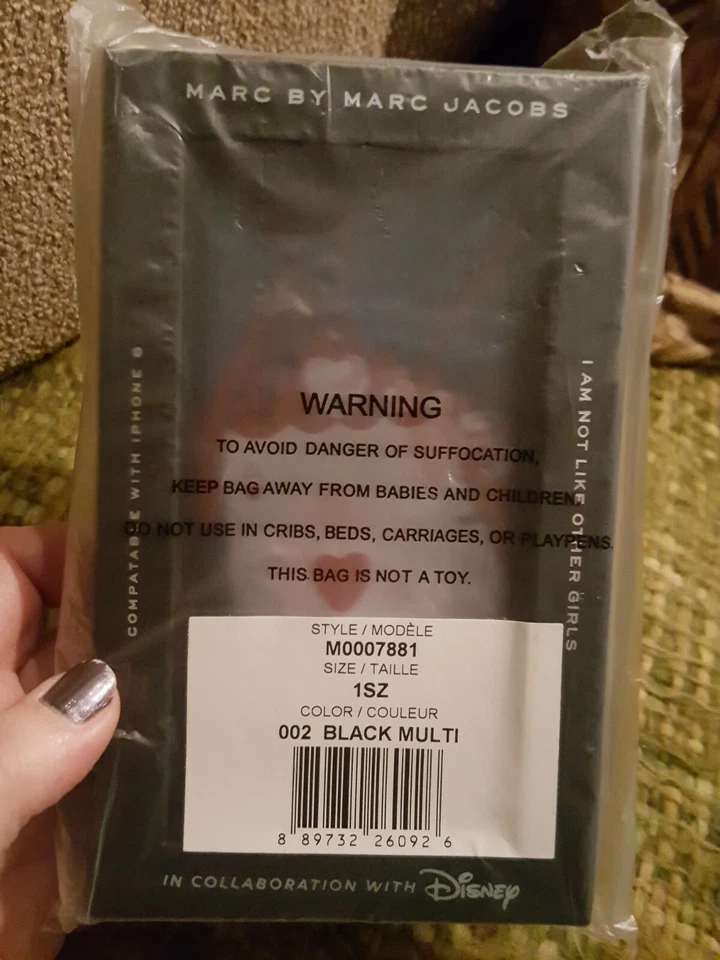 MARC BY MARC JACOBS
COMPATABLE WITH IPHONE 6
I AM NOT LIKE OTHER GIRLS
WARNING
TO AVOID DANGER OF SUFFOCATION,
KEEP BAG AWAY FROM BABIES AND CHILDREN.
DO NOT USE IN CRIBS, BEDS, CARRIAGES, OR PLAYPENS.
THIS BAG IS NOT A TOY.
STYLE / MODÈLE
M0007881
SIZE / TAILLE
1SZ
COLOR / COULEUR
002 BLACK MULTI
8 89732 26092 6
IN COLLABORATION WITH Disney